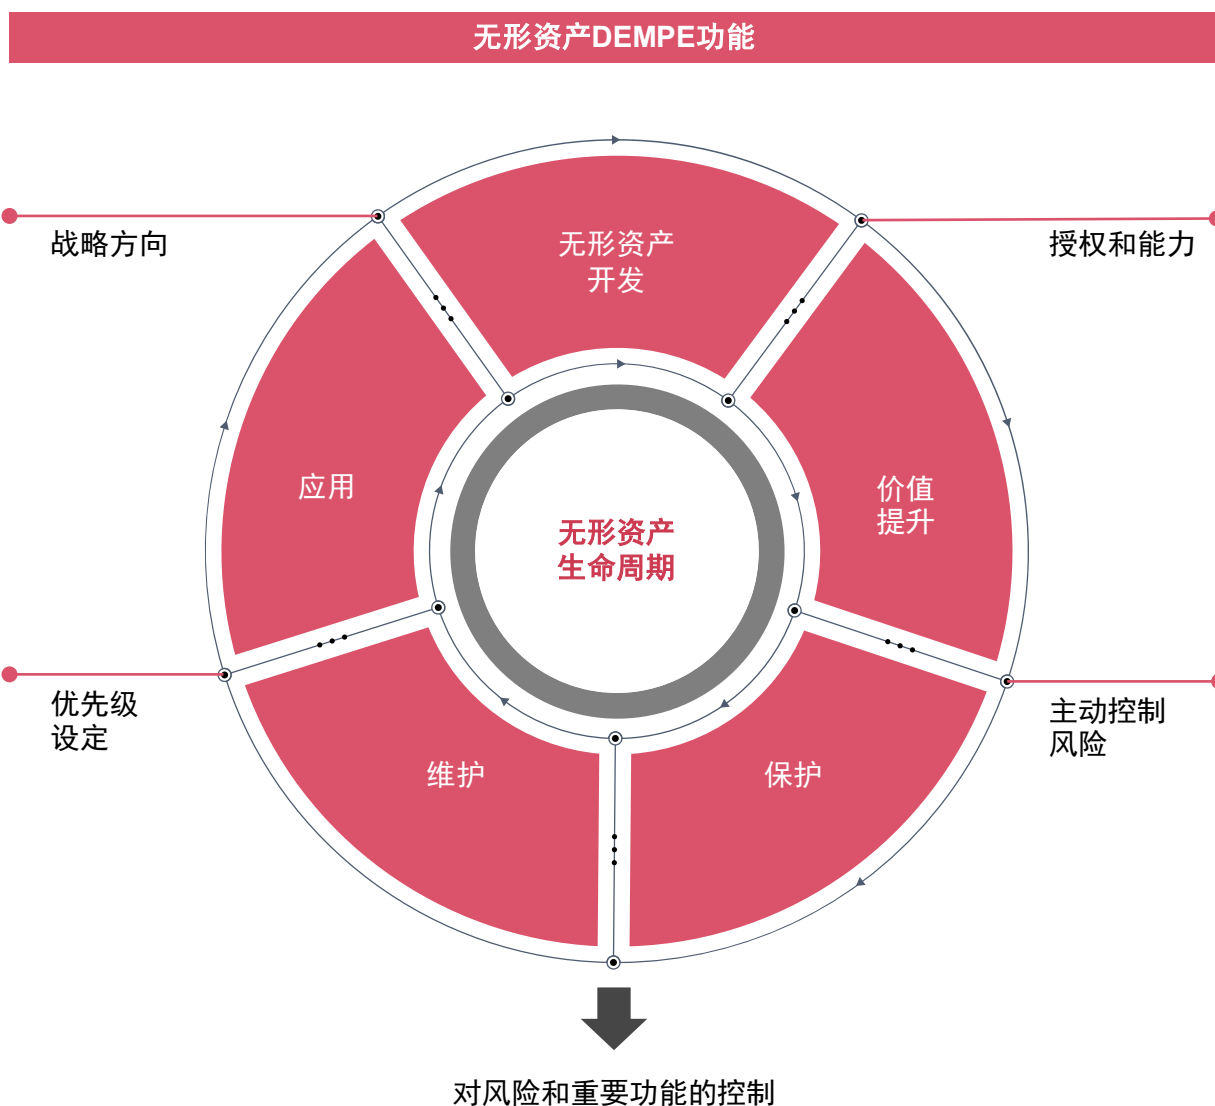 无形资产DEMPE功能
战略方向
授权和能力
无形资产
开发
应用
价值
提升
无形资产
生命周期
优先级
设定
主动控制
风险
维护
保护
对风险和重要功能的控制